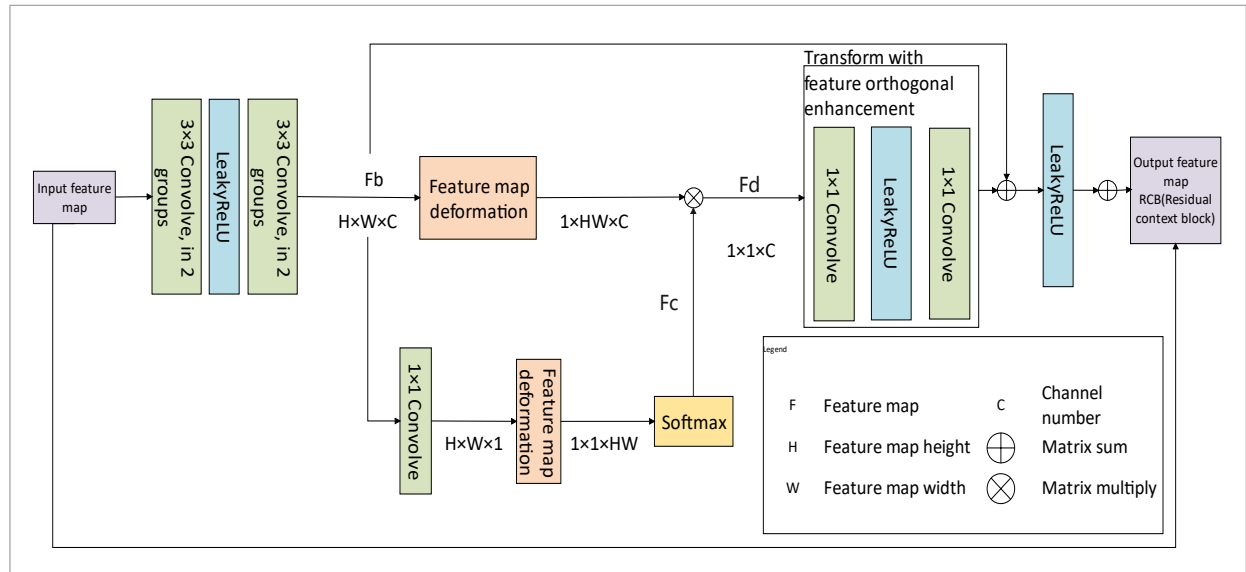 Input feature
map
3×3 Convolve, in 2
groups
LeakyReLU
3×3 Convolve, in 2
groups
Fb
H×W×C
Feature map
deformation
1×HW×C
Fd
1×1×C
Fc
Transform with
feature orthogonal
enhancement
1×1 Convolve
LeakyReLU
1×1 Convolve
LeakyReLU
Output feature
map
RCB(Residual
context block)
1×1 Convolve
H×W×1
Feature map
deformation
1×1×HW
Softmax
Legend
F Feature map
C Channel
number
H Feature map height
Matrix sum
W Feature map width
Matrix multiply